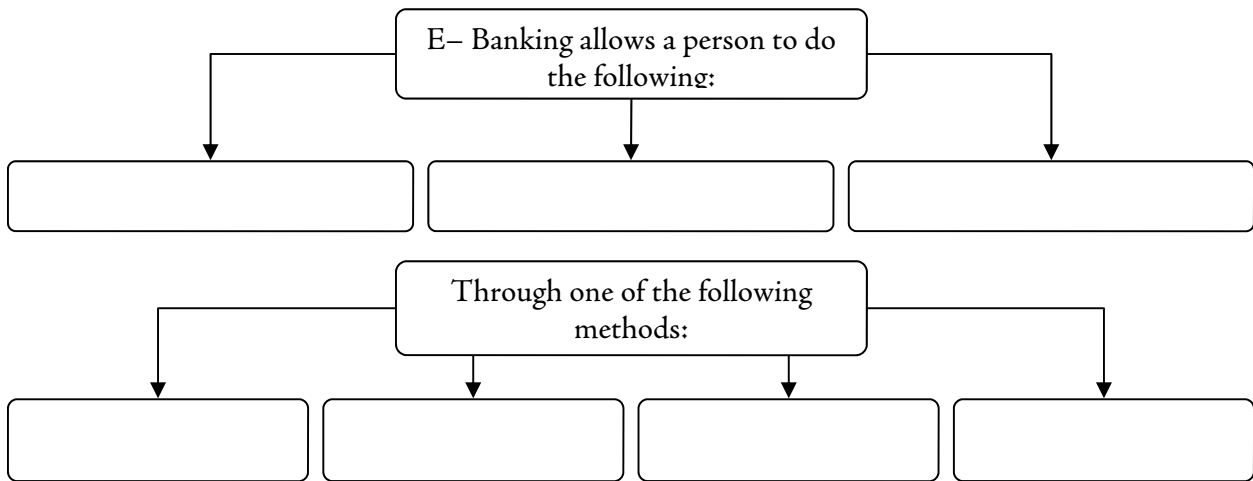 E– Banking allows a person to do
the following:
Through one of the following
methods: